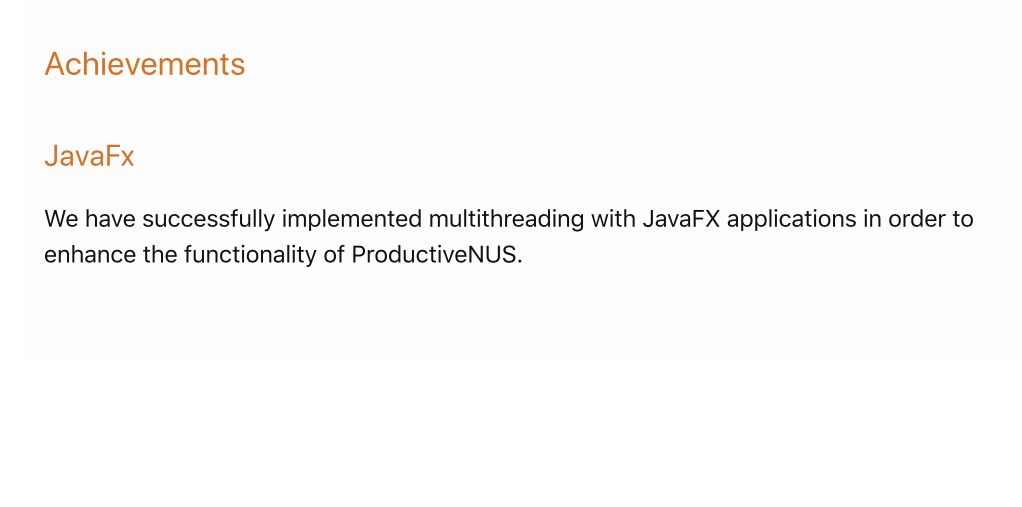 Achievements
JavaFx
We have successfully implemented multithreading with JavaFX applications in order to
enhance the functionality of ProductiveNUS.